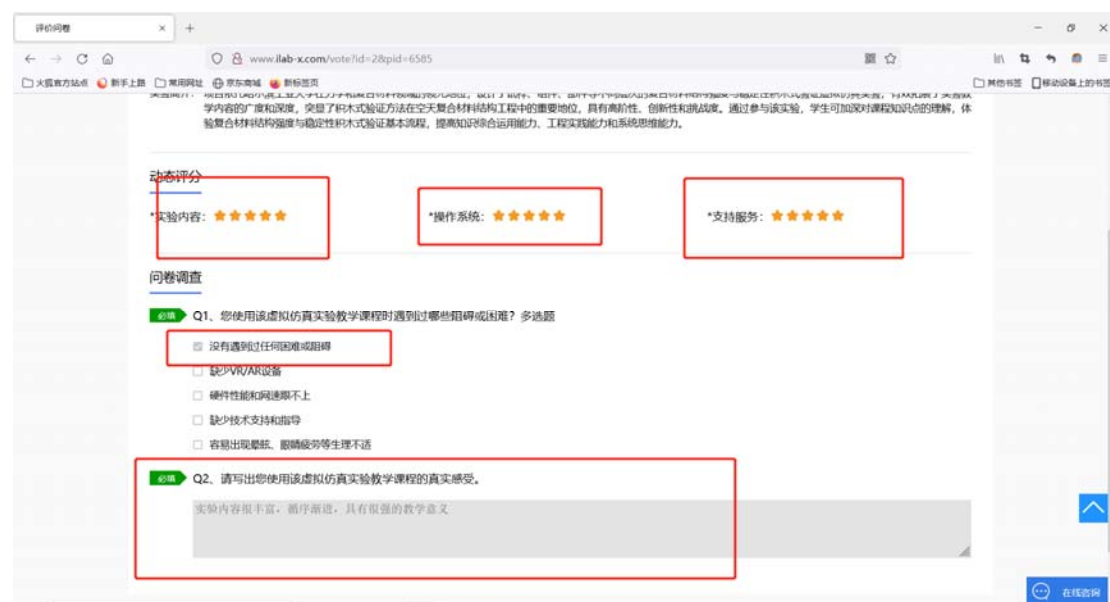 评价问卷
www.ilab-x.com/vote?id=2&pid=6585
火狐官方站点 新手上路 常用网址 京东商城 新标签页
其他书签 移动设备上的书签
学内容的广度和深度,突显了积木式验证方法在空天复合材料结构工程中的重要地位,具有高阶性、创新性和挑战度。通过参与该实验,学生可加深对课程知识点的理解,体
验复合材料结构强度与稳定性积木式验证基本流程,提高知识综合运用能力、工程实践能力和系统思维能力。
动态评分
*实验内容: *操作系统: *支持服务:
问卷调查
必填 Q1、您使用该虚拟仿真实验教学课程时遇到过哪些阻碍或困难?多选题
没有遇到过任何困难或阻碍
缺少VR/AR设备
硬件性能和网速跟不上
缺少技术支持和指导
容易出现晕眩、眼睛疲劳等生理不适
必填 Q2、请写出您使用该虚拟仿真实验教学课程的真实感受。
实验内容很丰富,循序渐进,具有很强的教学意义
在线咨询